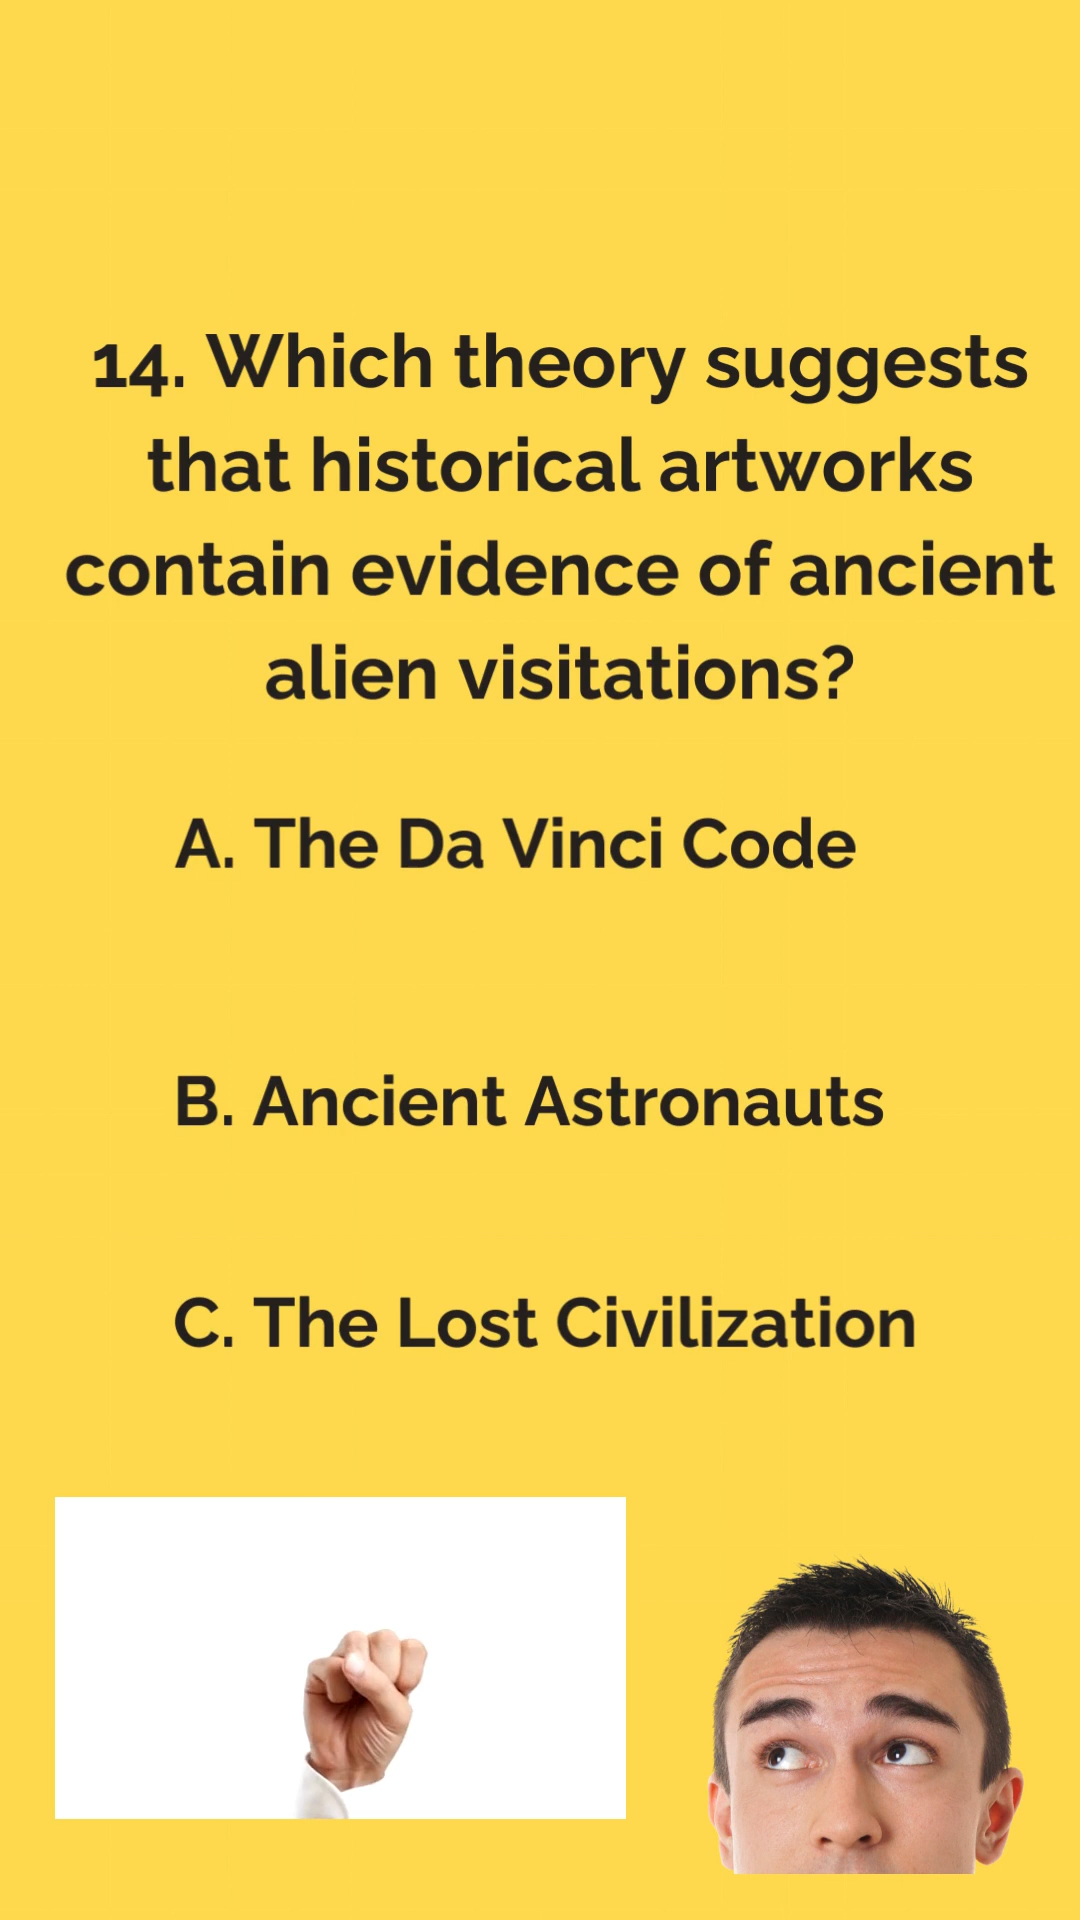 14. Which theory suggests
that historical artworks
contain evidence of ancient
alien visitations?
A. The Da Vinci Code
B. Ancient Astronauts
C. The Lost Civilization